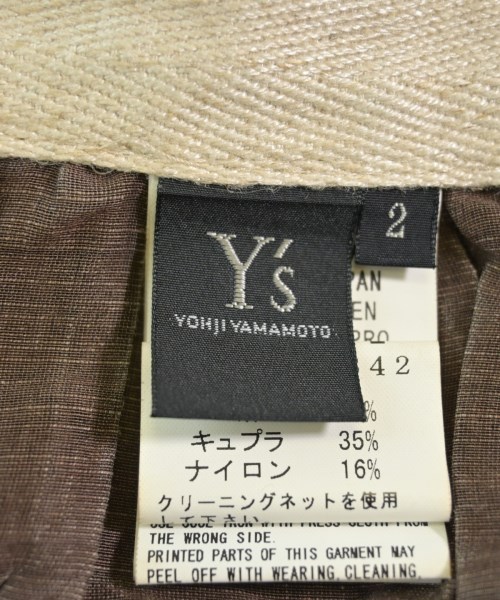 Y's
YOHJI YAMAMOTO
2
PAN
EN
42
%
キュプラ 35%
ナイロン 16%
クリーニングネットを使用
THE WRONG SIDE.
PRINTED PARTS OF THIS GARMENT MAY
PEEL OFF WITH WEARING, CLEANING,